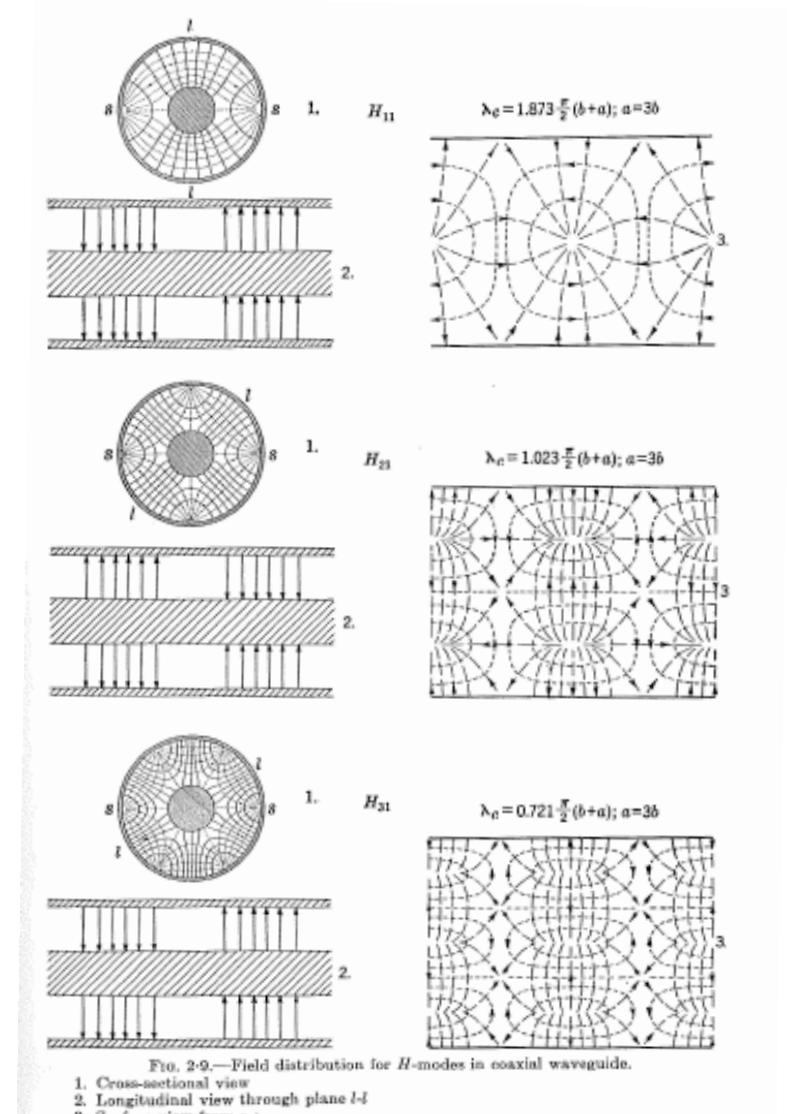 l
s s 1. H₁₁ λc = 1.873 π/2 (b+a); a=3b
l
2. 3.
l
s s 1. H₂₁ λc = 1.023 π/2 (b+a); a=3b
l
2. 3
l
s s 1. H₃₁ λc = 0.721 π/2 (b+a); a=3b
l
2. 3.
FIG. 2·9.—Field distribution for H-modes in coaxial waveguide.
1. Cross-sectional view
2. Longitudinal view through plane l-l